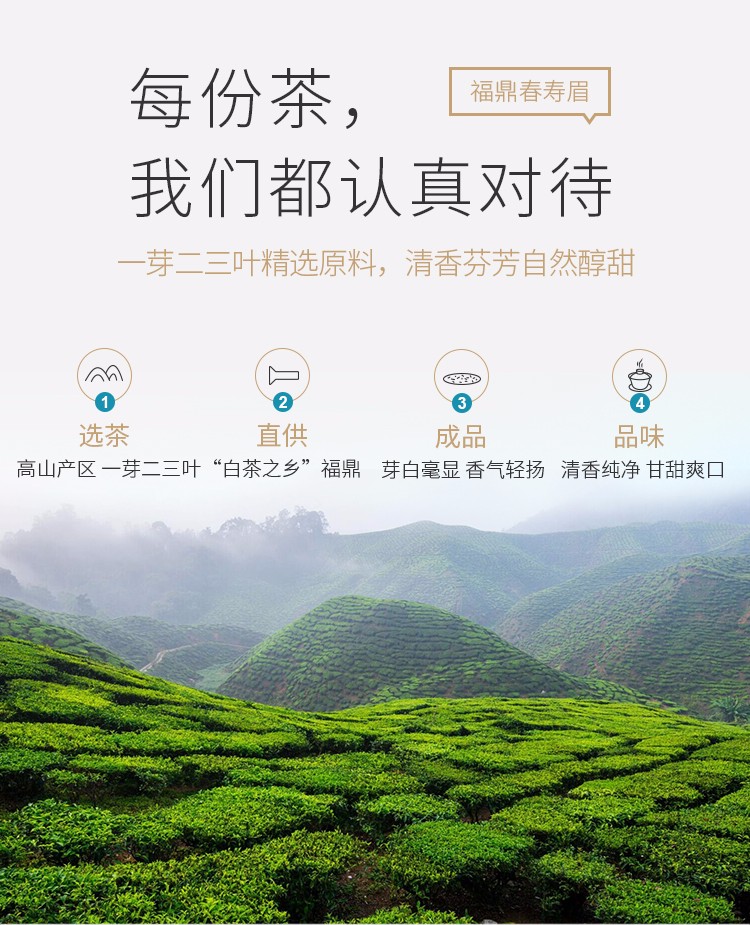 每份茶，
福鼎春寿眉
我们都认真对待
一芽二三叶精选原料，清香芬芳自然醇甜
1
2
3
4
选茶
直供
成品
品味
高山产区 一芽二三叶
“白茶之乡”福鼎
芽白毫显 香气轻扬
清香纯净 甘甜爽口